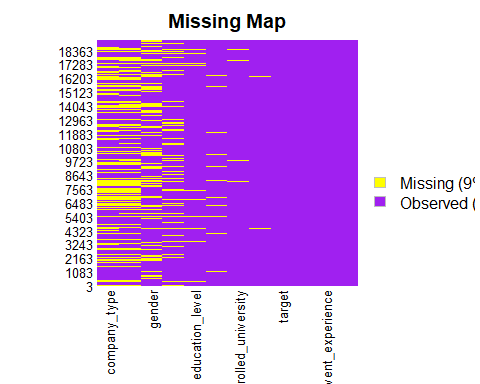 Missing Map
18363
17283
16203
15123
14043
12963
11883
10803
9723
8643
7563
6483
5403
4323
3243
2163
1083
3
Missing (9%
Observed (
company_type
gender
education_level
rolled_university
target
vent_experience